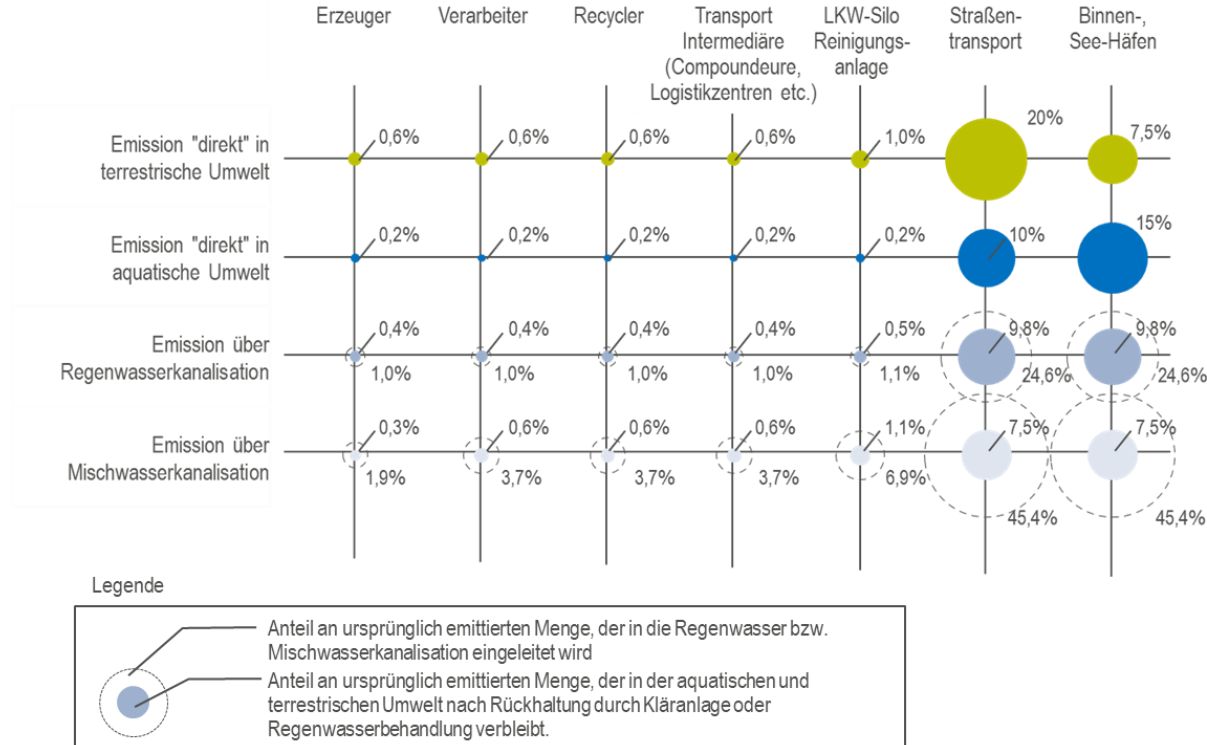 Erzeuger
Verarbeiter
Recycler
Transport
Intermediäre
(Compoundeure,
Logistikzentren etc.)
LKW-Silo
Reinigungs-
anlage
Straßen-
transport
Binnen-,
See-Häfen
Emission "direkt" in
terrestrische Umwelt
0,6%
0,6%
0,6%
0,6%
1,0%
20%
7,5%
Emission "direkt" in
aquatische Umwelt
0,2%
0,2%
0,2%
0,2%
0,2%
10%
15%
Emission über
Regenwasserkanalisation
0,4%
0,4%
0,4%
0,4%
0,5%
9,8%
9,8%
1,0%
1,0%
1,0%
1,0%
1,1%
24,6%
24,6%
Emission über
Mischwasserkanalisation
0,3%
0,6%
0,6%
0,6%
1,1%
7,5%
7,5%
1,9%
3,7%
3,7%
3,7%
6,9%
45,4%
45,4%
Legende
Anteil an ursprünglich emittierten Menge, der in die Regenwasser bzw.
Mischwasserkanalisation eingeleitet wird
Anteil an ursprünglich emittierten Menge, der in der aquatischen und
terrestrischen Umwelt nach Rückhaltung durch Kläranlage oder
Regenwasserbehandlung verbleibt.